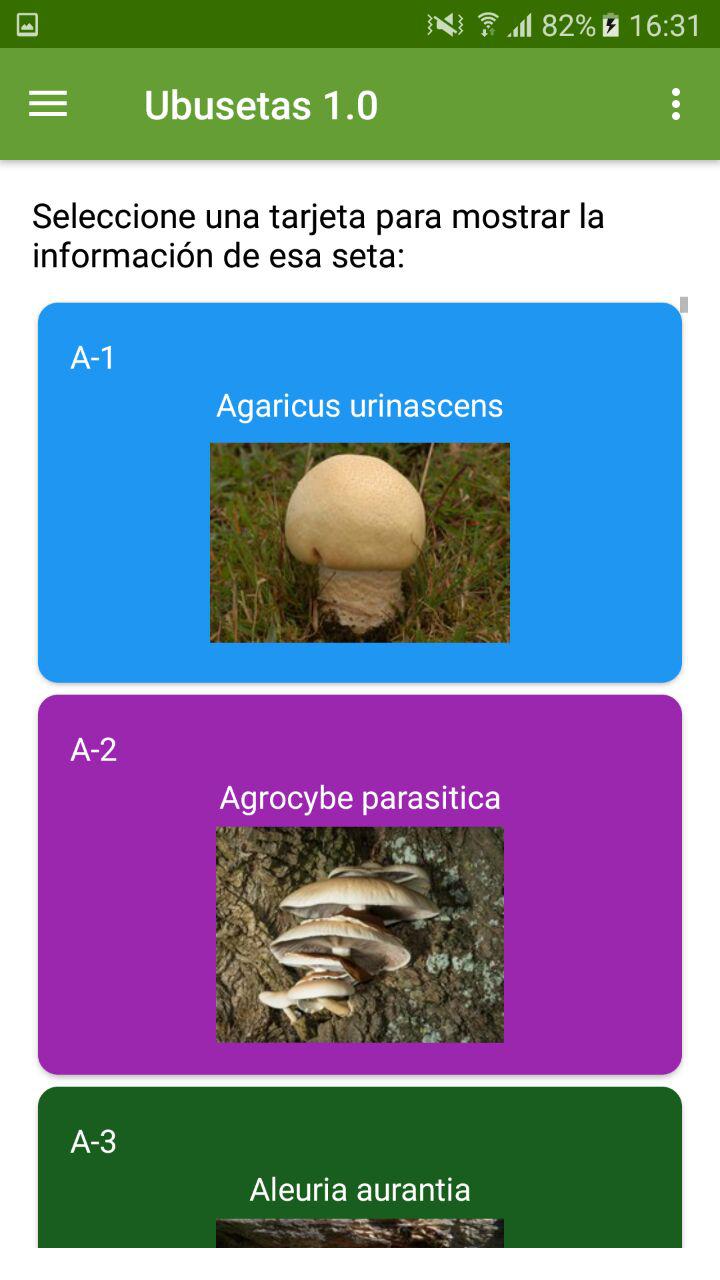 82% 16:31
Ubusetas 1.0
Seleccione una tarjeta para mostrar la
información de esa seta:
A-1
Agaricus urinascens
A-2
Agrocybe parasitica
A-3
Aleuria aurantia